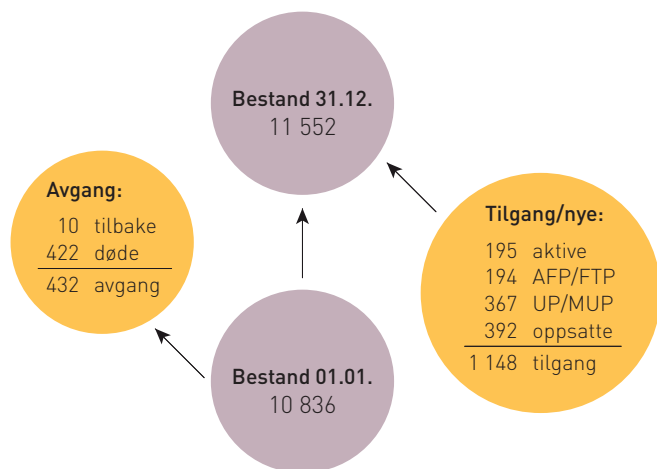 Bestand 31.12.
11 552
Avgang:
10 tilbake
422 døde
432 avgang
Tilgang/nye:
195 aktive
194 AFP/FTP
367 UP/MUP
392 oppsatte
1 148 tilgang
Bestand 01.01.
10 836